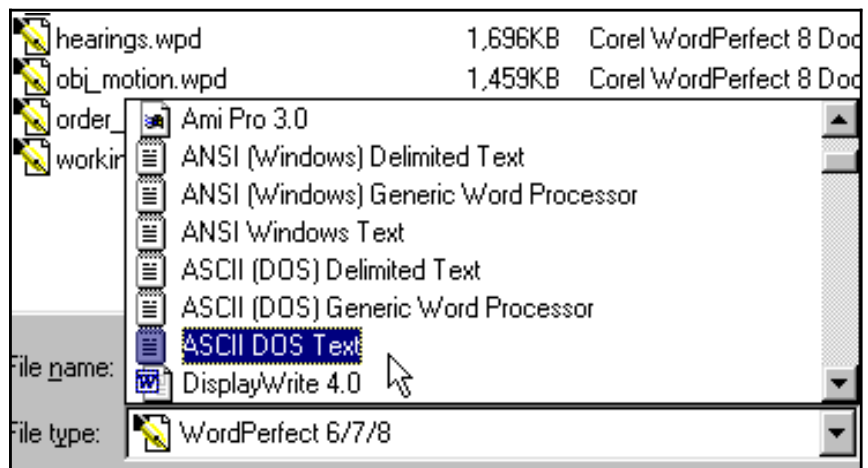 hearings.wpd 1,696KB Corel WordPerfect 8 Doc
obj_motion.wpd 1,459KB Corel WordPerfect 8 Doc
order_
workin
Ami Pro 3.0
ANSI (Windows) Delimited Text
ANSI (Windows) Generic Word Processor
ANSI Windows Text
ASCII (DOS) Delimited Text
ASCII (DOS) Generic Word Processor
ASCII DOS Text
DisplayWrite 4.0
File name:
File type: WordPerfect 6/7/8